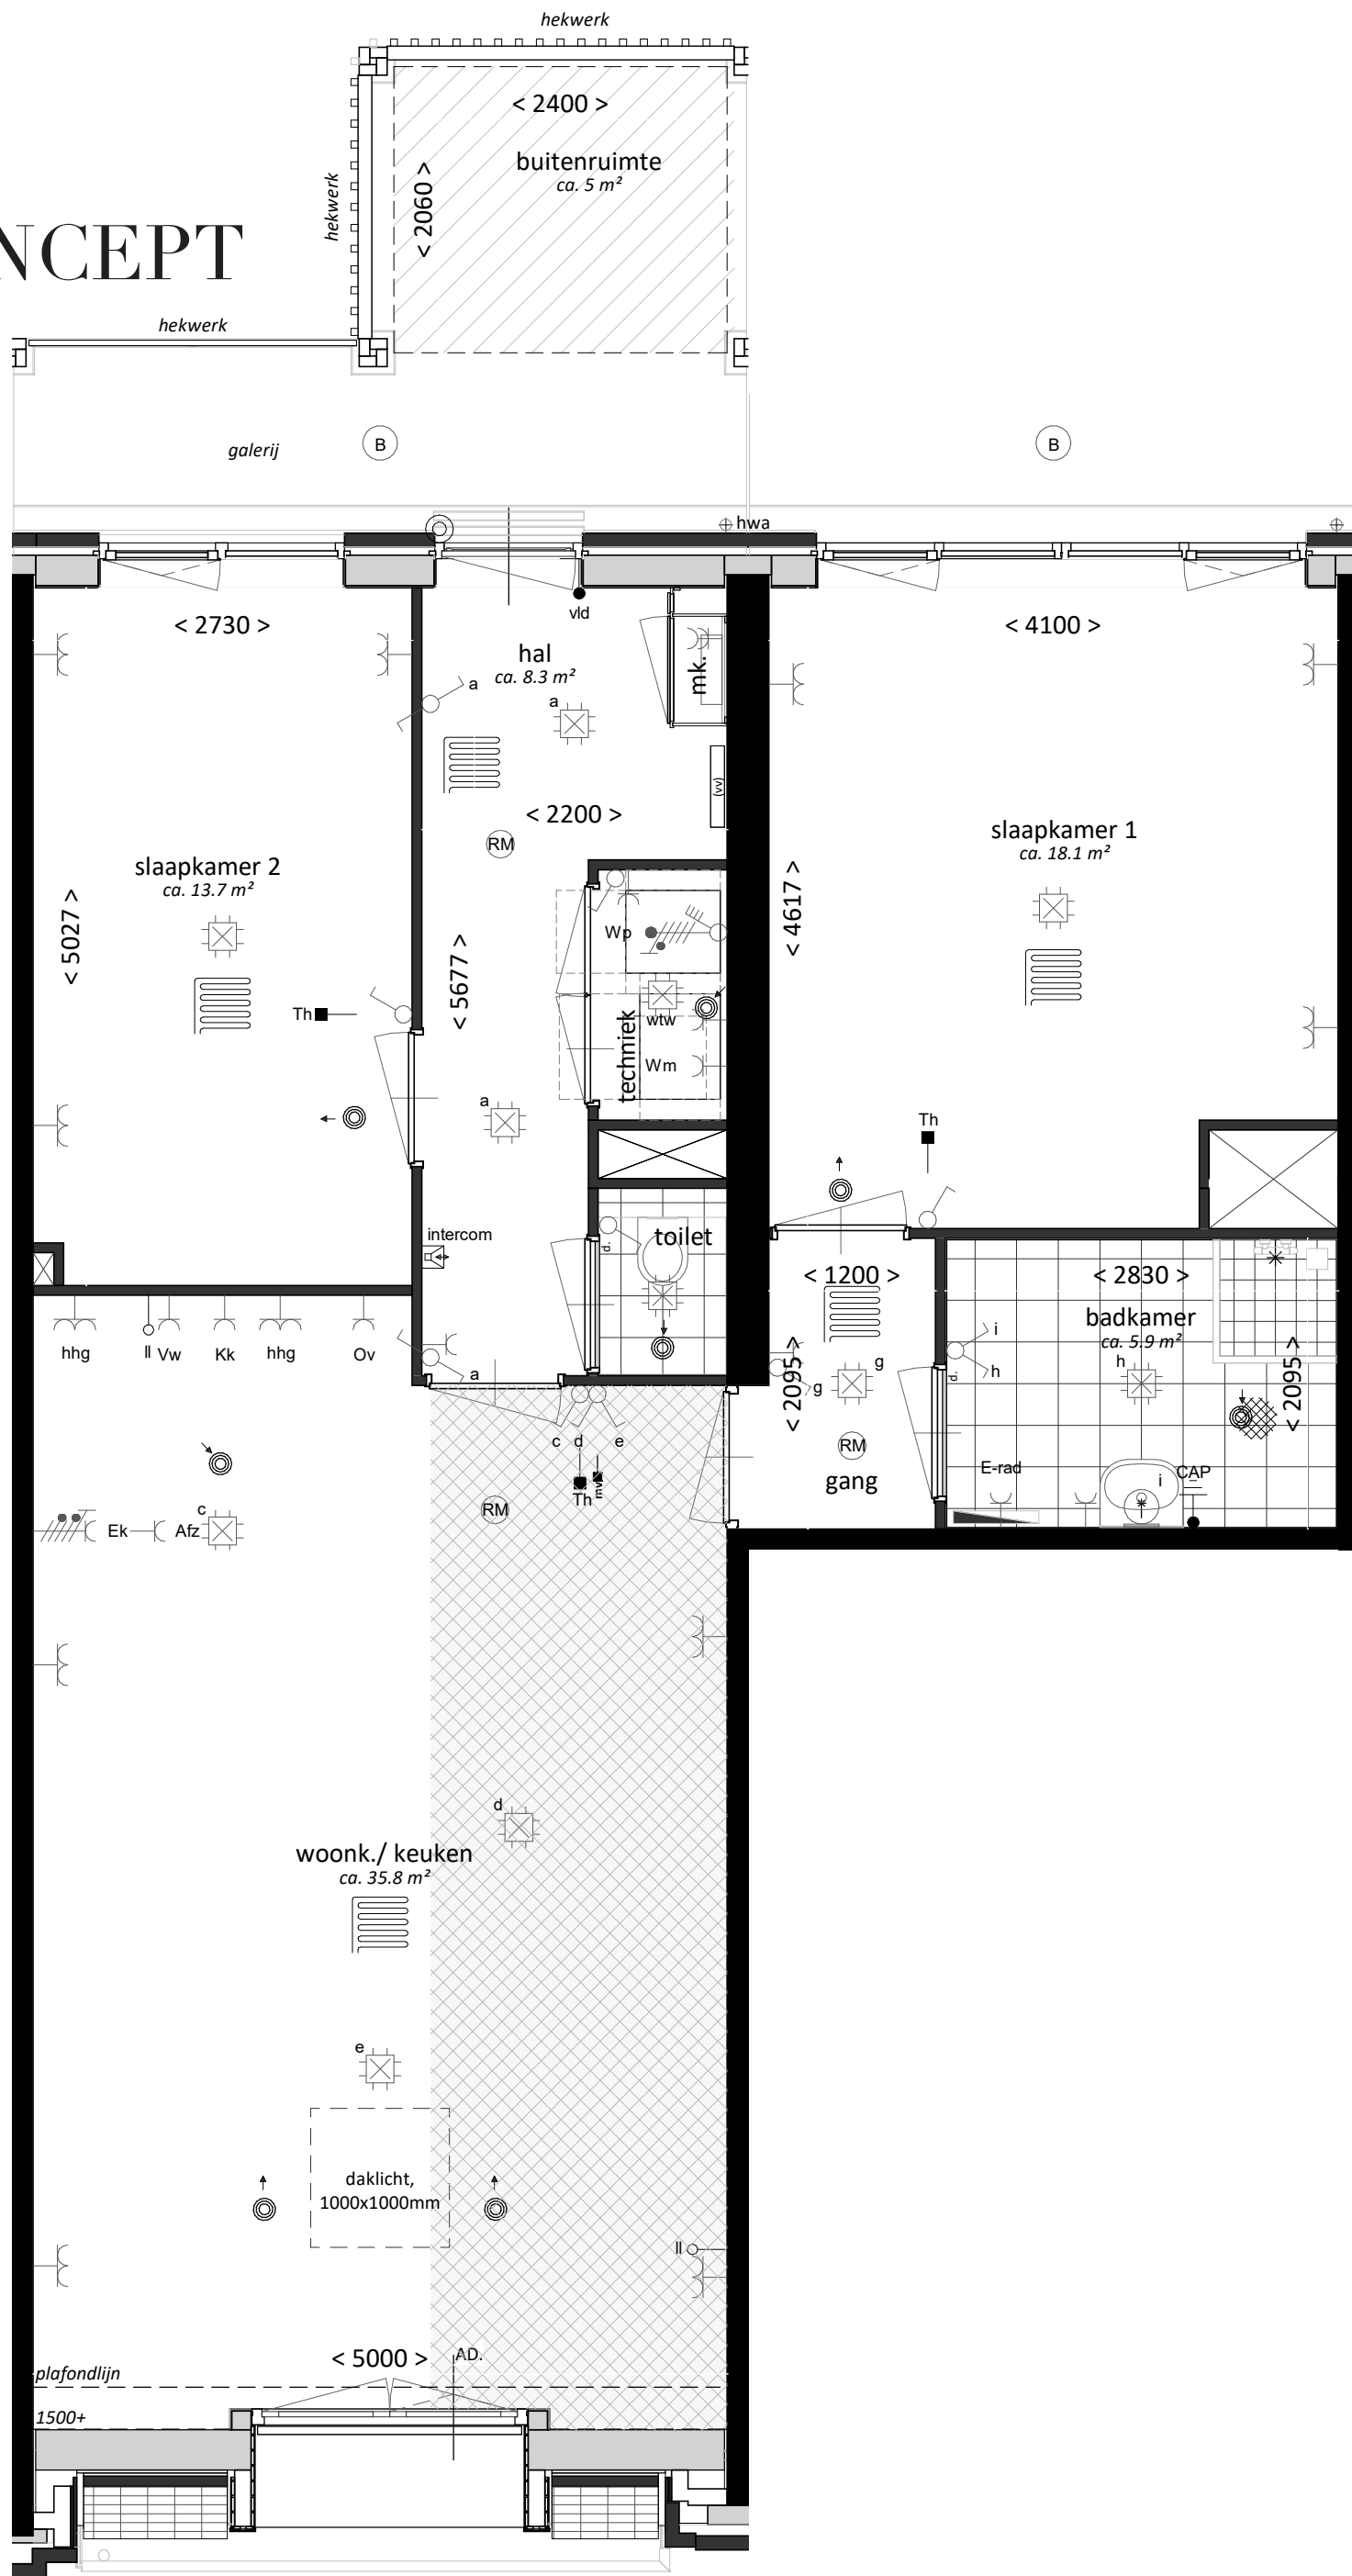 hekwerk
< 2400 >
buitenruimte
ca. 5 m²
hekwerk
< 2060 >
NCEPT
hekwerk
galerij
B
B
hwa
vld
< 2730 >
hal
ca. 8.3 m²
mk.
< 4100 >
a
a
(vv)
< 2200 >
RM
slaapkamer 2
ca. 13.7 m²
slaapkamer 1
ca. 18.1 m²
< 5027 >
< 5677 >
< 4617 >
Wp
wtw
techniek
Wm
Th
a
Th
intercom
toilet
d.
< 1200 >
< 2830 >
badkamer
ca. 5.9 m²
hhg
ll
Vw
Kk
hhg
Ov
a
< 2095 >
g
g
i
h
d.
h
< 2095 >
c
d
e
Th
mv
RM
gang
E-rad
i
CAP
RM
Ek
Afz
c
d
woonk./ keuken
ca. 35.8 m²
e
daklicht,
1000x1000mm
ll
< 5000 >
AD.
plafondlijn
1500+